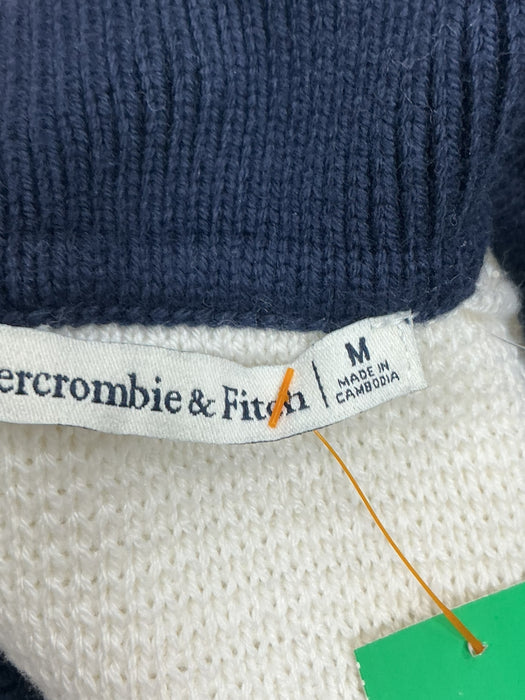 ercrombie & Fitch | M
MADE IN
CAMBODIA